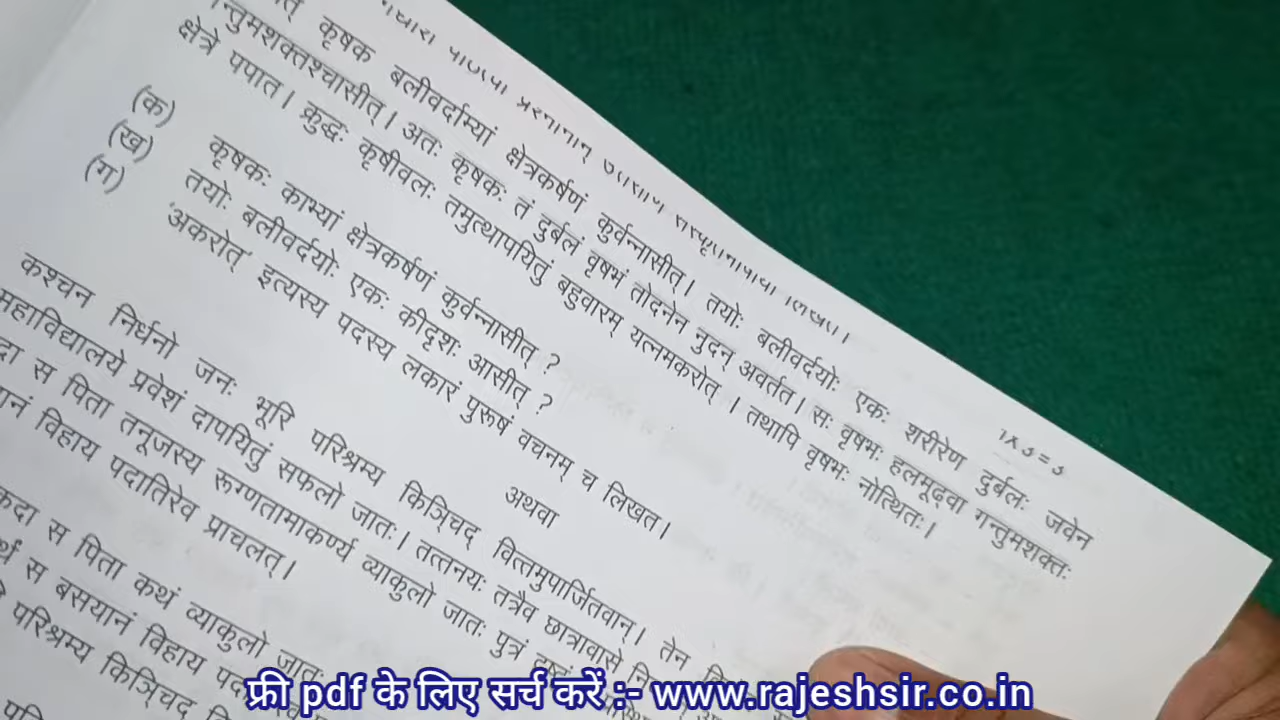 कृषक बलीवर्दाभ्यां क्षेत्रकर्षणं कुर्वन्नासीत्। तयोः बलीवर्दयोः एकः शरीरेण दुर्बलः जवेन
गन्तुमशक्तश्चासीत्। अतः कृषकः तं दुर्बलं वृषभं तोदनेन नुदन् अवर्तत। सः वृषभः हलमूढ्वा गन्तुमशक्तः
क्षेत्रे पपात। क्रुद्धः कृषीवलः तमुत्थापयितुं बहुवारम् यत्नमकरोत् । तथापि वृषभः नोत्थितः।
(क) कृषकः काभ्यां क्षेत्रकर्षणं कुर्वन्नासीत् ?
(ख) तयोः बलीवर्दयोः एकः कीदृशः आसीत् ?
(ग) 'अकरोत्' इत्यस्य पदस्य लकारं पुरूषं वचनम् च लिखत।
अथवा
कश्चन निर्धनो जनः भूरि परिश्रम्य किञ्चिद् वित्तमुपार्जितवान्। तेन
महाविद्यालये प्रवेशं दापयितुं सफलो जातः। तत्तनयः तत्रैव छात्रावासे
स पिता तनूजस्य रूग्णतामाकर्ण्य व्याकुलो जातः पुत्रं द्रष्टुं
विहाय पदातिरेव प्राचलत्।
स पिता कथं व्याकुलो जातः
स बसयानं विहाय
परिश्रम्य किञ्चिद्
फ्री pdf के लिए सर्च करें :- www.rajeshsir.co.in